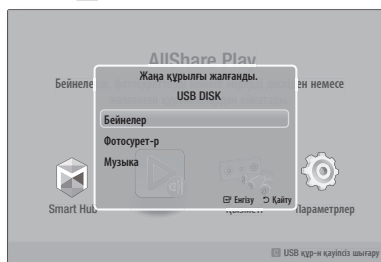 AllShare Play
Бейнеле ен немесе
Жаңа құрылғы жалғанды.
USB DISK
Бейнелер
Фотосурет-р
Музыка
Енгізу Қайту
Smart Hub Параметрлер
USB құр-н қауіпсіз шығару